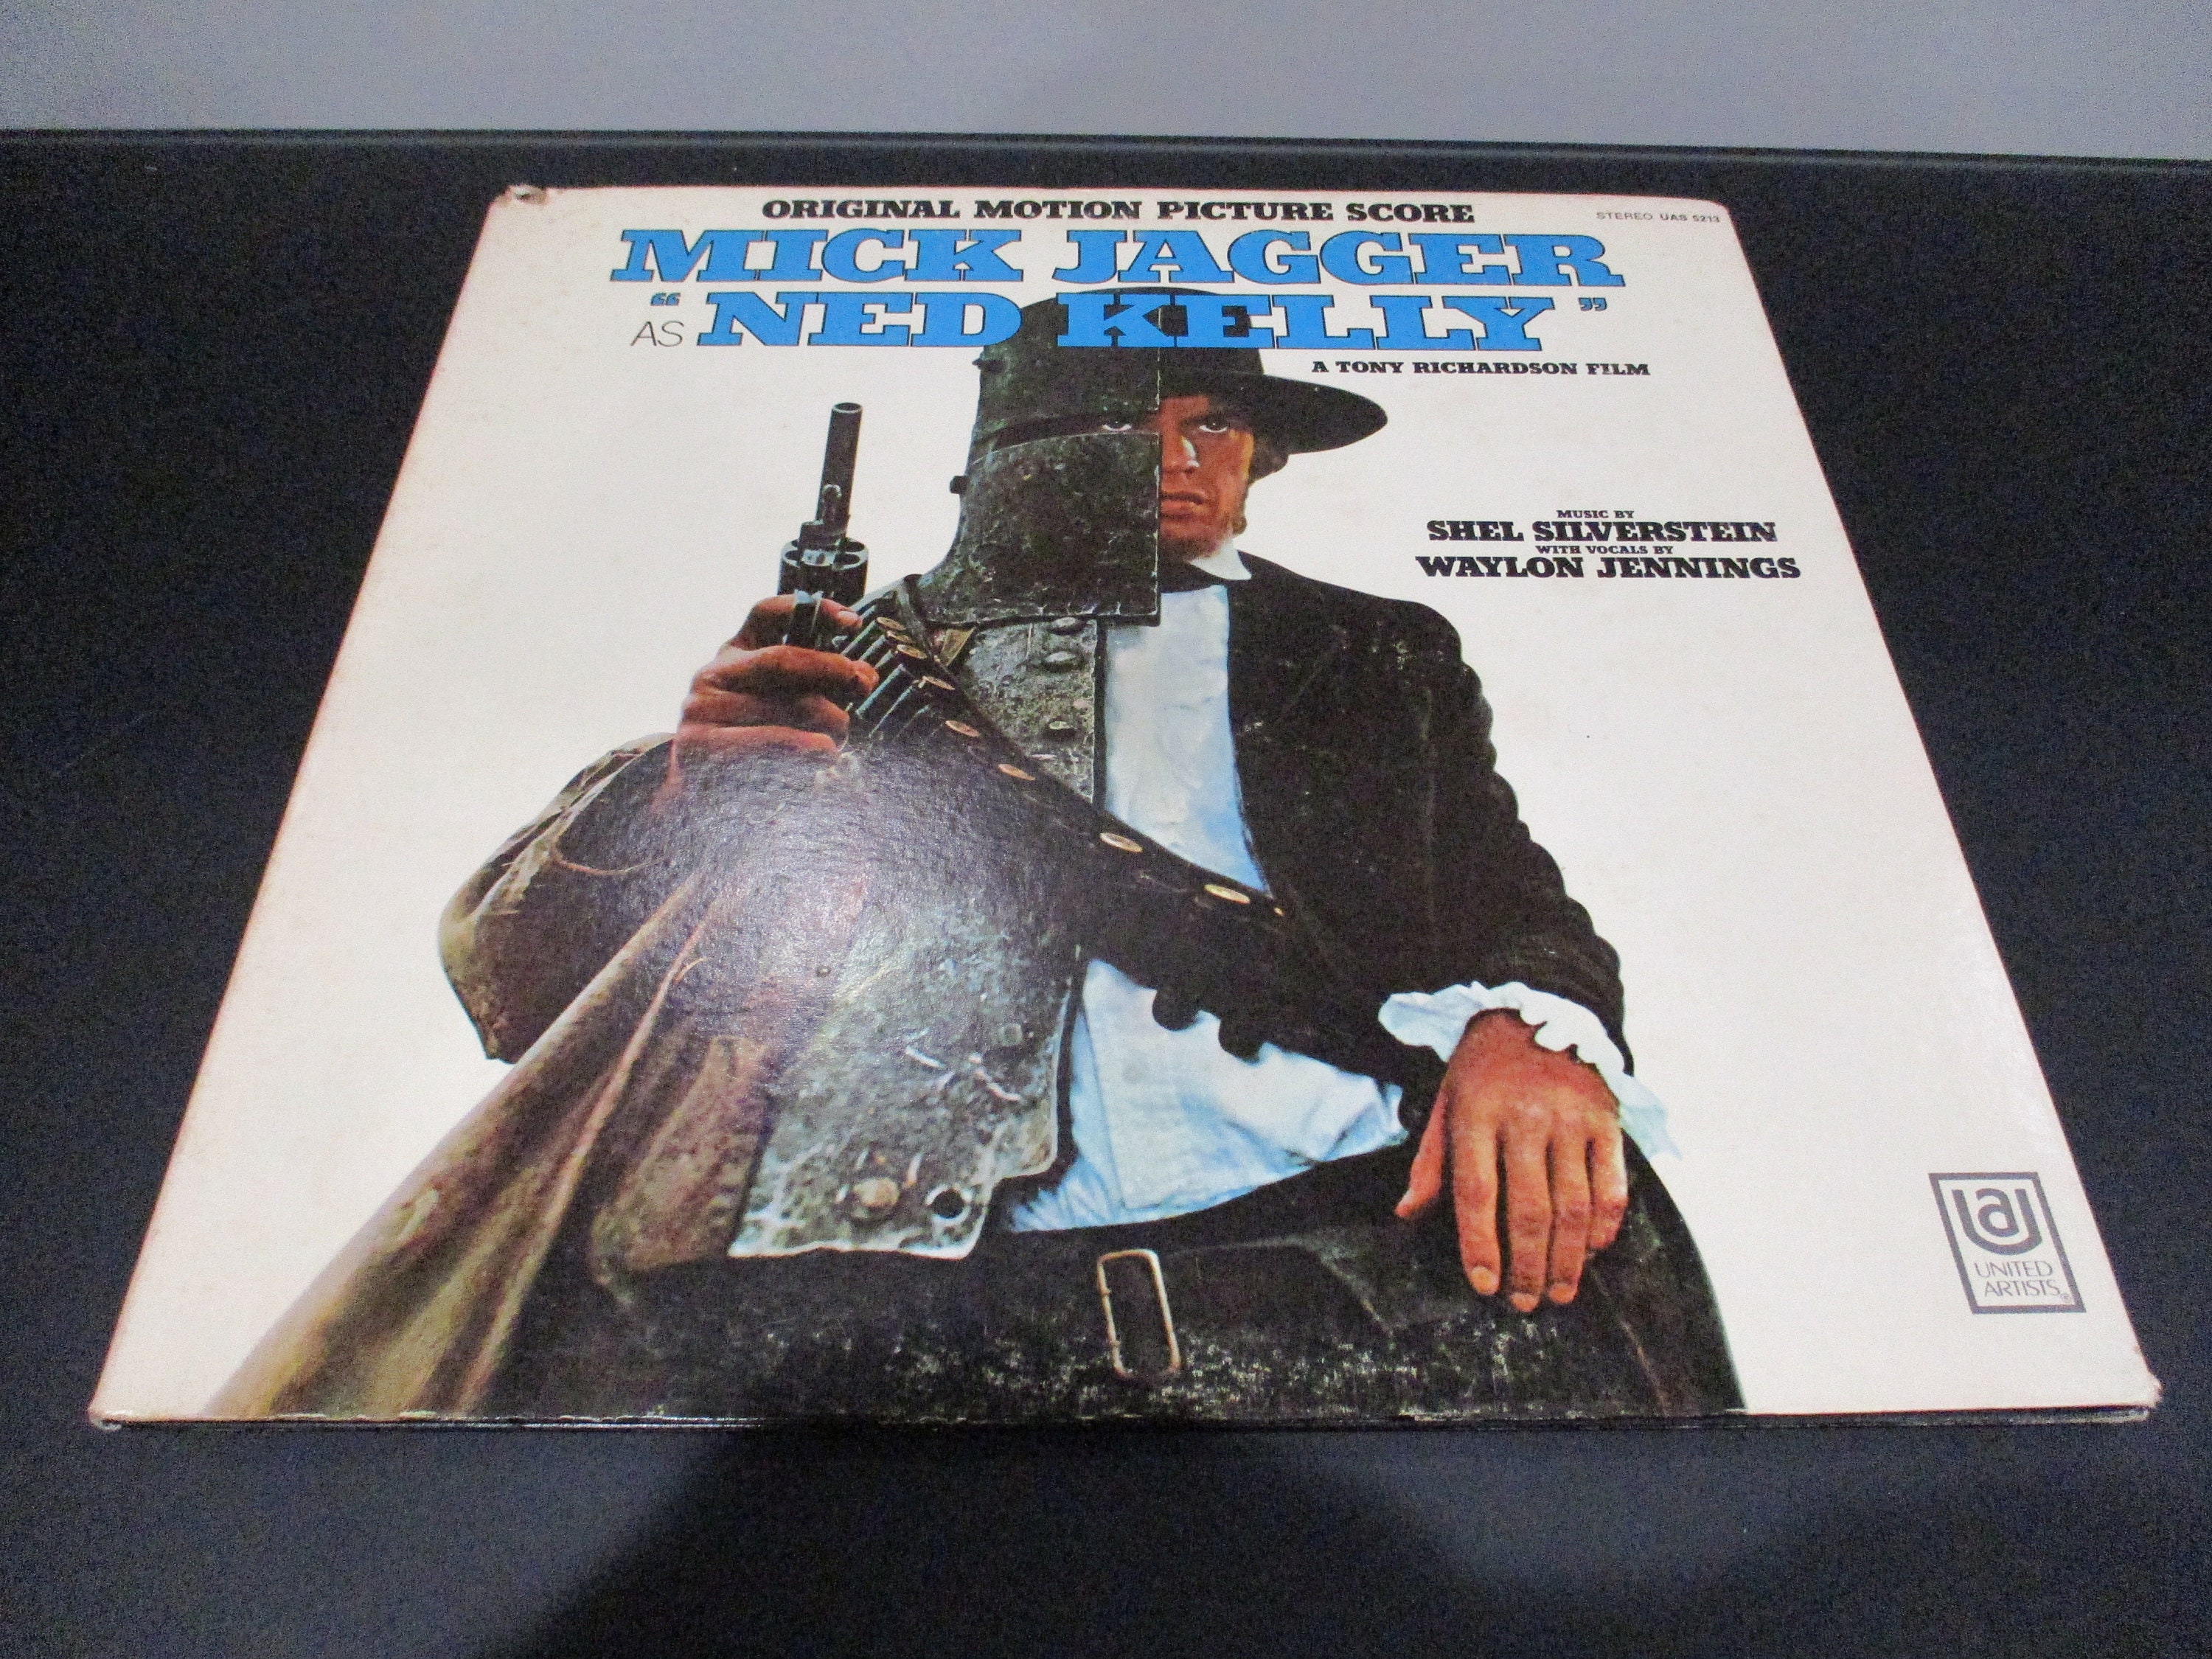 ORIGINAL MOTION PICTURE SCORE
STEREO UAS 5213
MICK JAGGER
AS "NED KELLY"
A TONY RICHARDSON FILM
MUSIC BY
SHEL SILVERSTEIN
WITH VOCALS BY
WAYLON JENNINGS
UA
UNITED
ARTISTS®